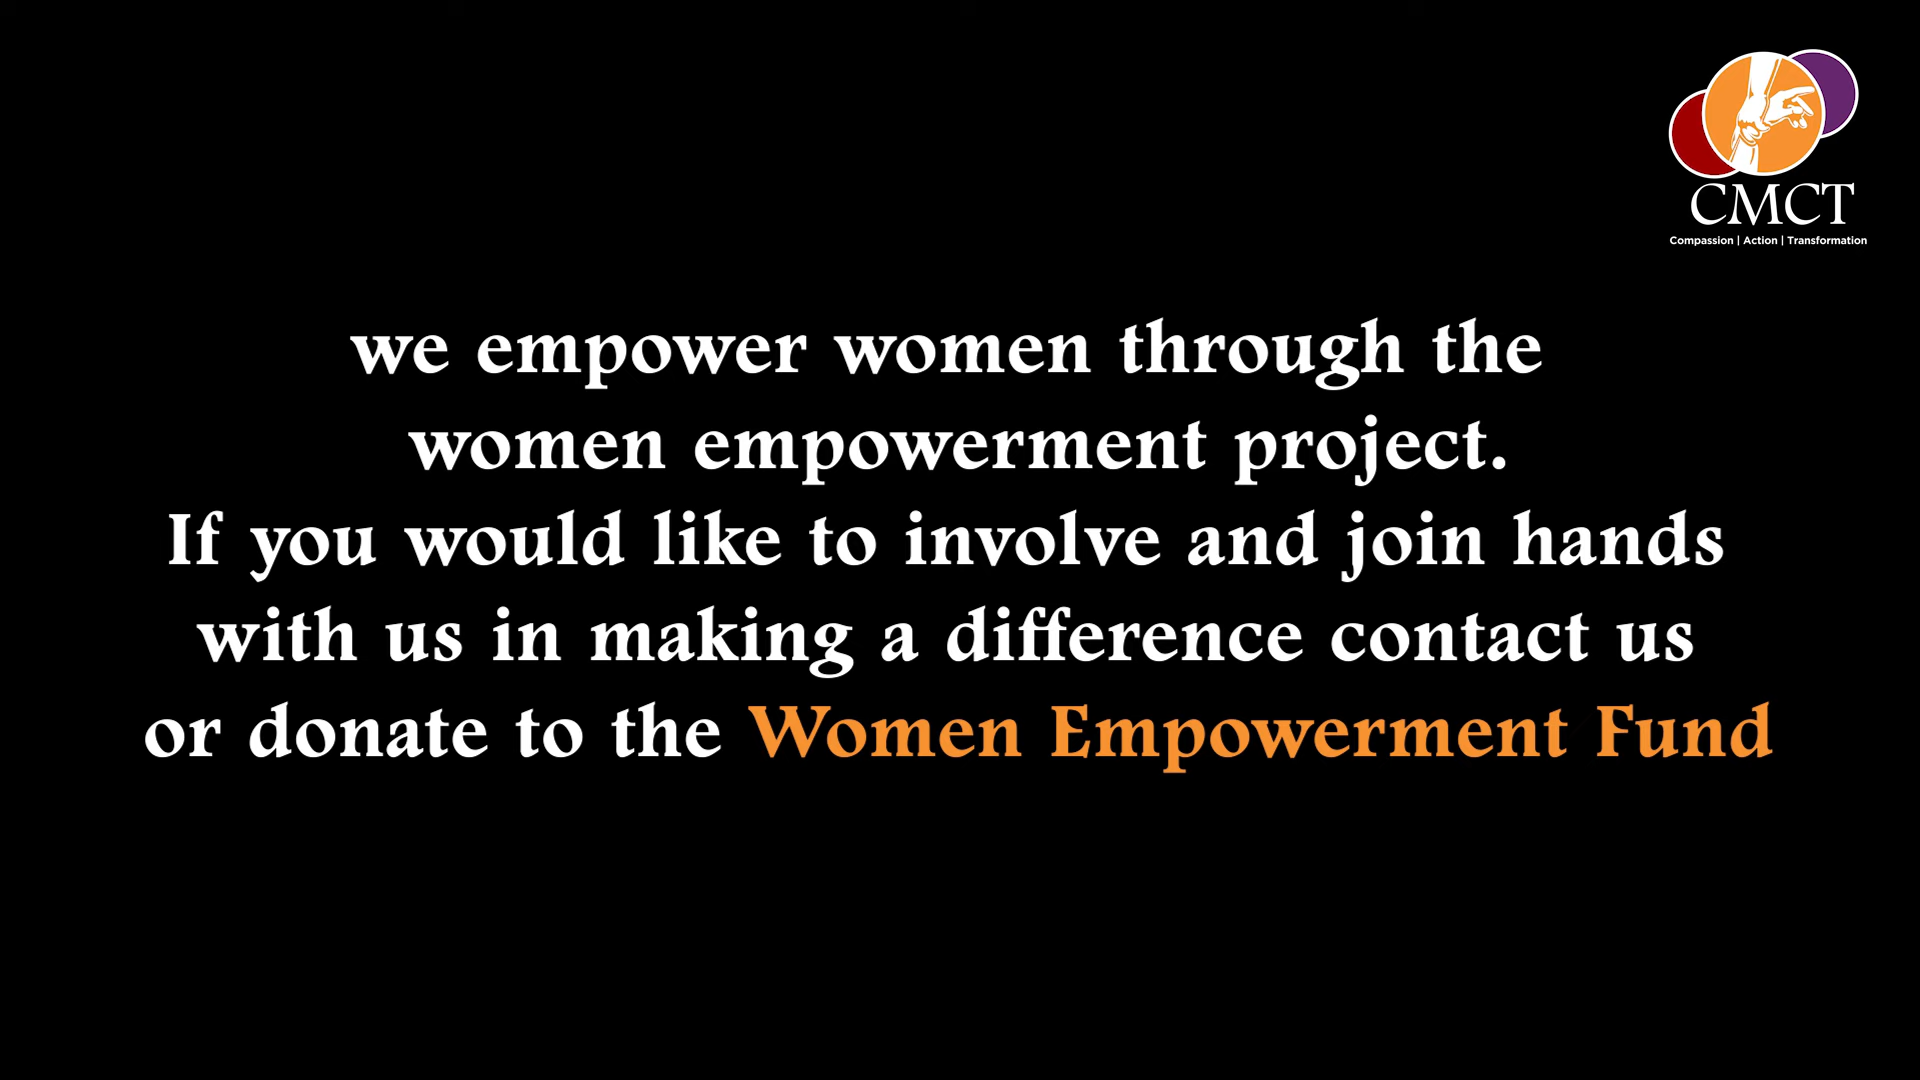 CMCT
Compassion | Action | Transformation
we empower women through the
women empowerment project.
If you would like to involve and join hands
with us in making a difference contact us
or donate to the Women Empowerment Fund